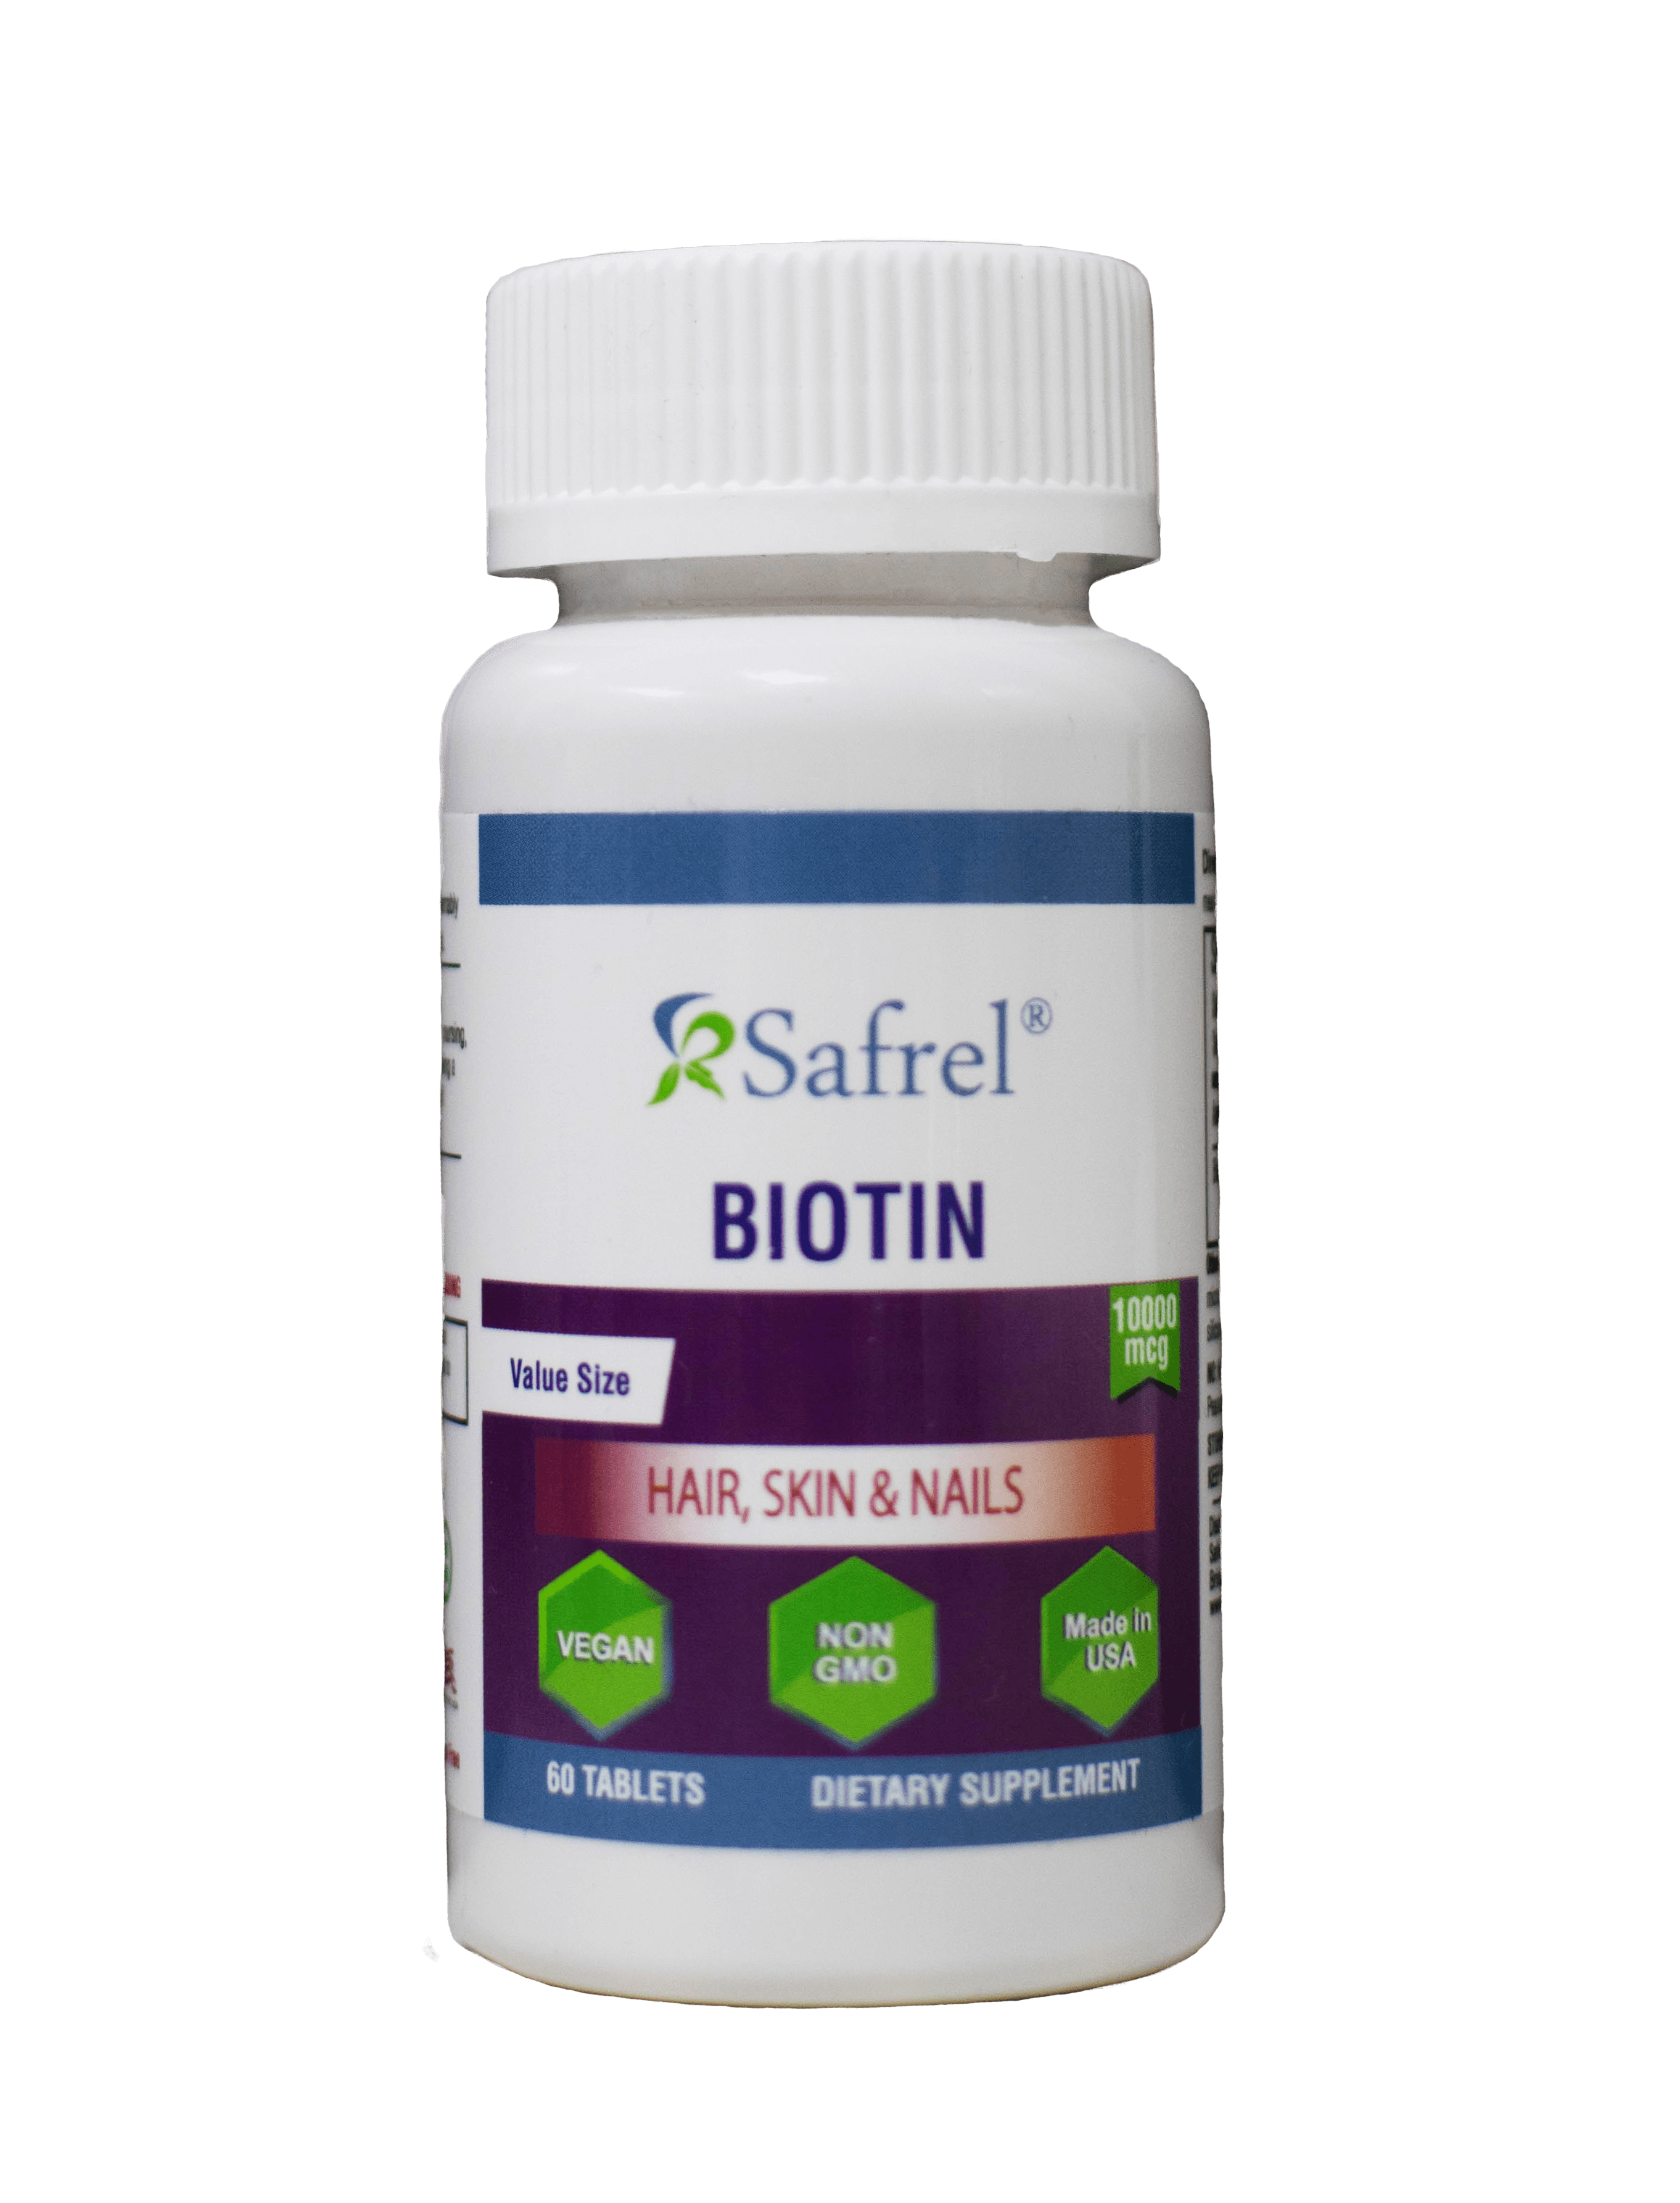 Safrel®
BIOTIN
10000
mcg
Value Size
HAIR, SKIN & NAILS
VEGAN
NON
GMO
Made in
USA
60 TABLETS
DIETARY SUPPLEMENT